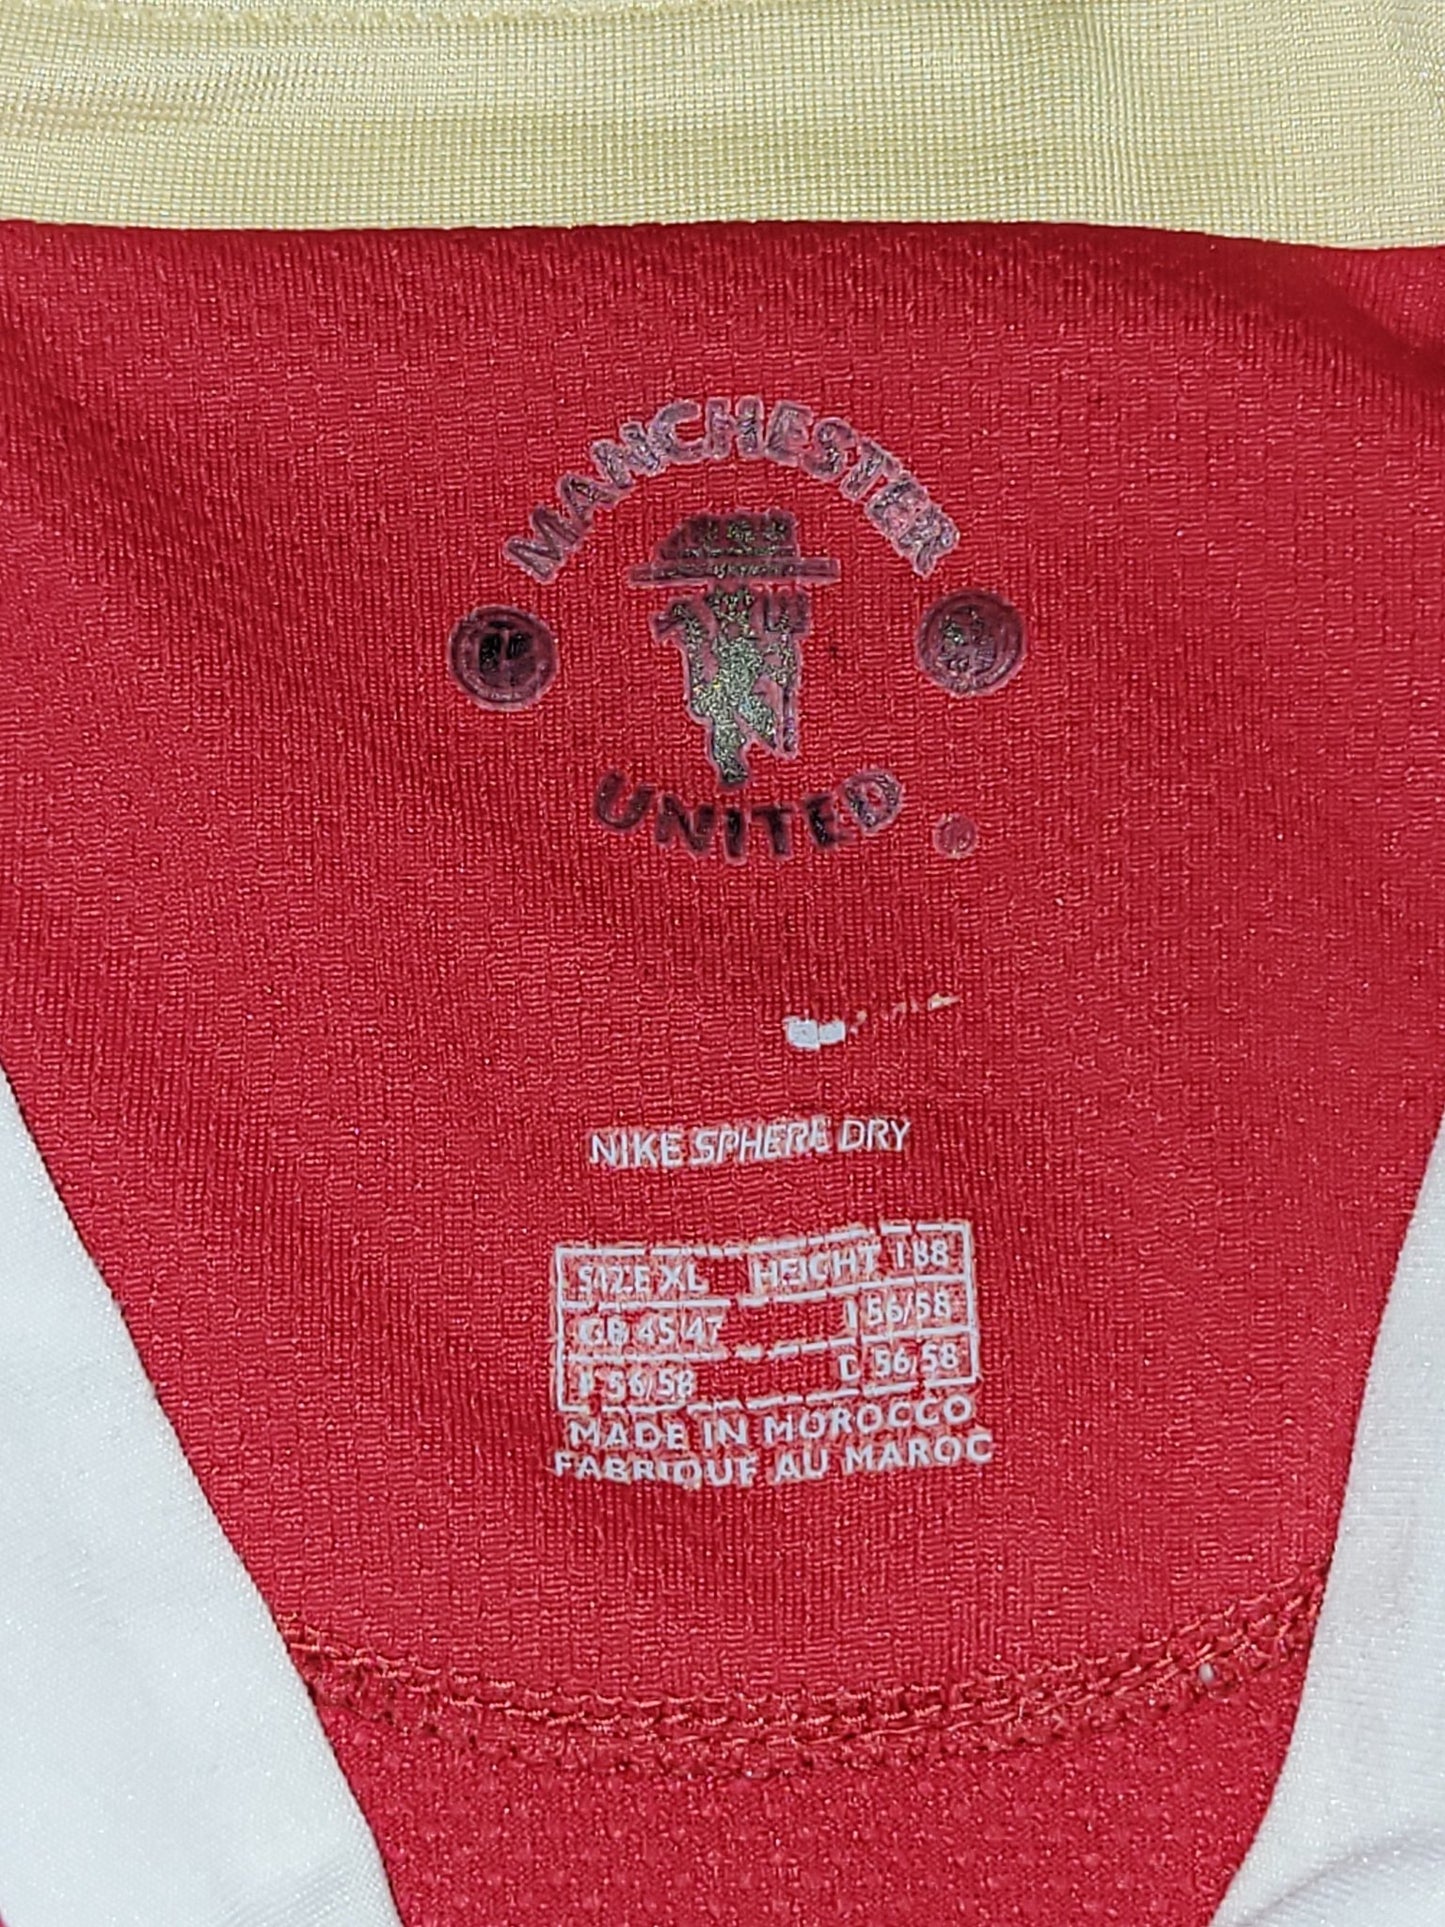 MANCHESTER
UNITED
NIKE SPHERE DRY
SIZE XL HEIGHT 188
GB 45/47 I 56/58
F 56/58 D 56/58
MADE IN MOROCCO
FABRIQUE AU MAROC